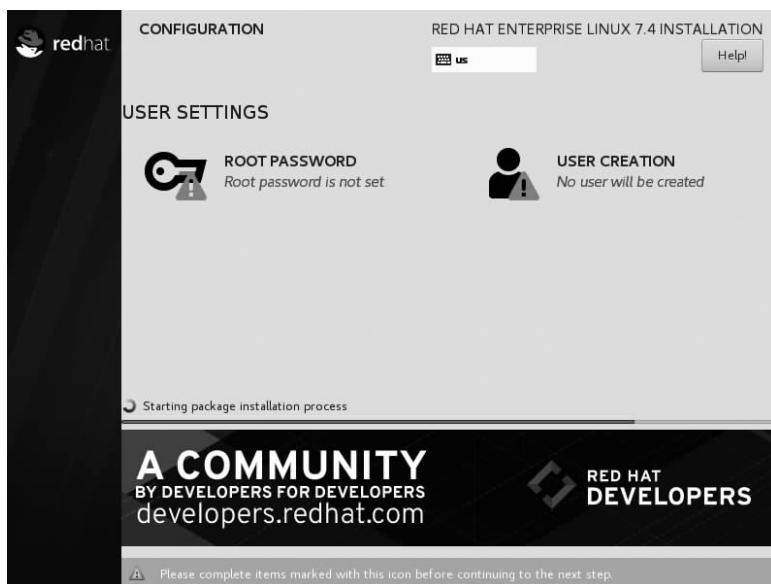 redhat
CONFIGURATION
RED HAT ENTERPRISE LINUX 7.4 INSTALLATION
us
Help!
USER SETTINGS
ROOT PASSWORD
Root password is not set
USER CREATION
No user will be created
Starting package installation process
A COMMUNITY
BY DEVELOPERS FOR DEVELOPERS
developers.redhat.com
RED HAT
DEVELOPERS
Please complete items marked with this icon before continuing to the next step.